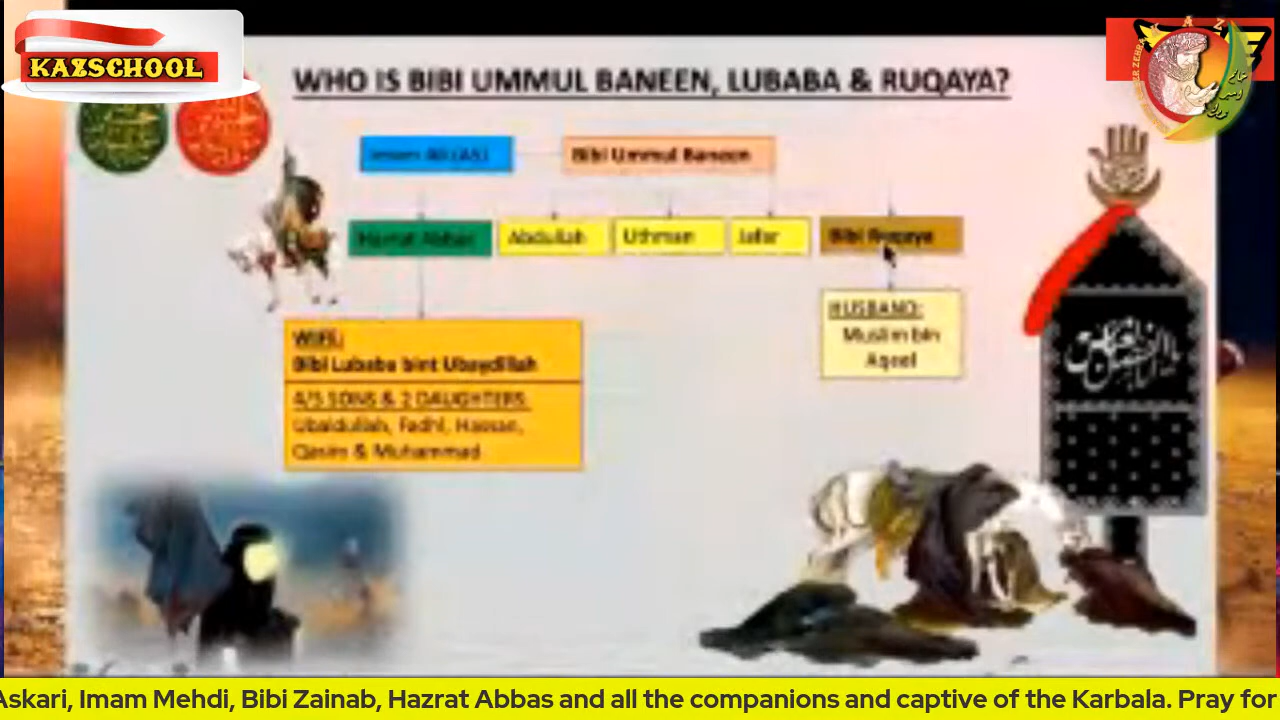 KAZSCHOOL
WHO IS BIBI UMMUL BANEEN, LUBABA & RUQAYA?
Imam Ali (AS)
Bibi Ummul Baneen
Hazrat Abbas
Abdullah
Uthman
Jafar
Bibi Ruqaya
HUSBAND:
Muslim bin
Aqeel
WIFE:
Bibi Lubaba bint Ubaydillah
4/5 SONS & 2 DAUGHTERS
Ubaidullah, Fadhl, Hassan,
Qasim & Muhammad
Askari, Imam Mehdi, Bibi Zainab, Hazrat Abbas and all the companions and captive of the Karbala. Pray for